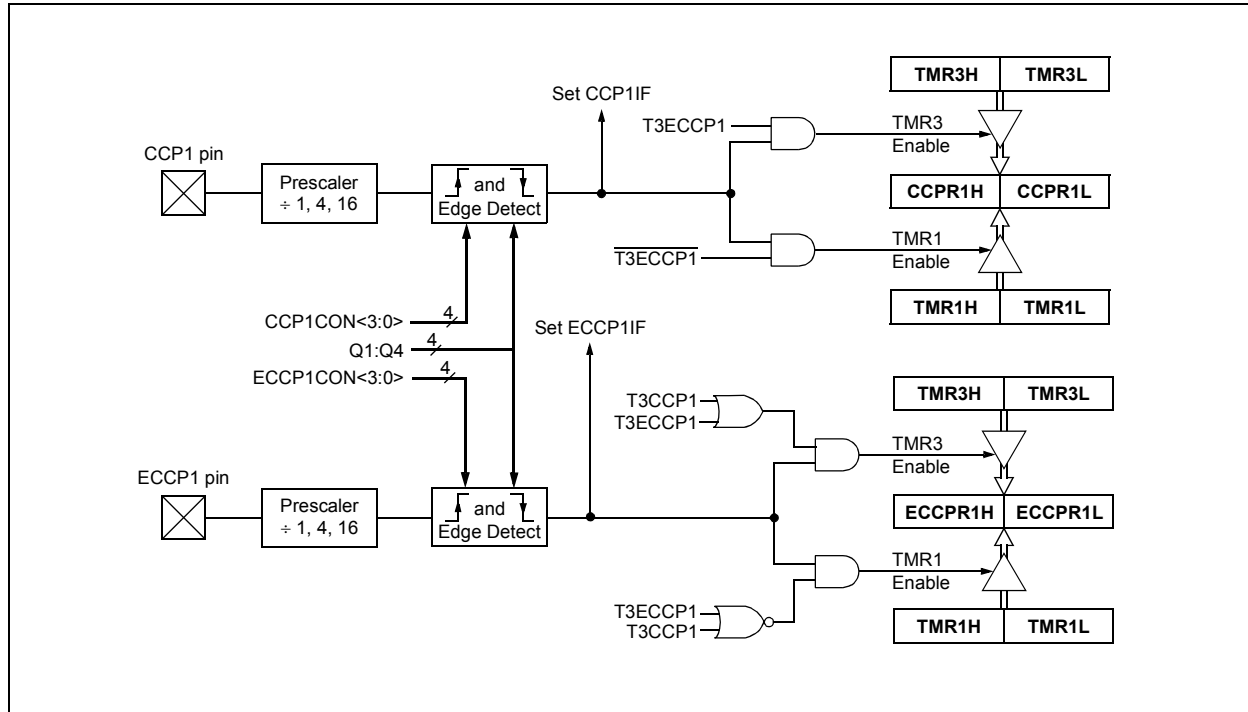 TMR3H TMR3L
Set CCP1IF
T3ECCP1
TMR3
Enable
CCP1 pin
Prescaler
÷ 1, 4, 16
and
Edge Detect
CCPR1H CCPR1L
T3ECCP1
TMR1
Enable
TMR1H TMR1L
CCP1CON<3:0> 4
Q1:Q4 4
ECCP1CON<3:0> 4
Set ECCP1IF
TMR3H TMR3L
T3CCP1
T3ECCP1
TMR3
Enable
ECCP1 pin
Prescaler
÷ 1, 4, 16
and
Edge Detect
ECCPR1H ECCPR1L
TMR1
Enable
T3ECCP1
T3CCP1
TMR1H TMR1L